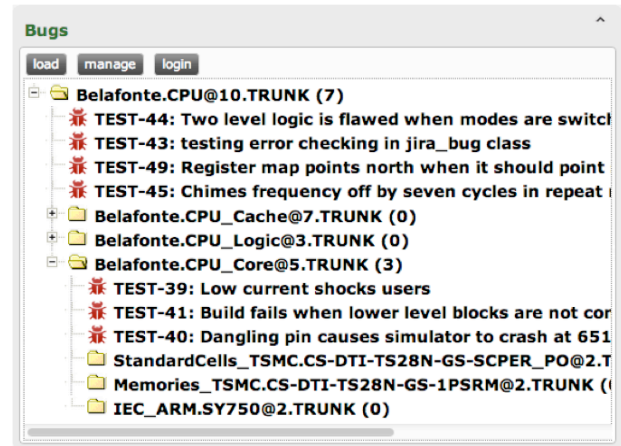 Bugs
load manage login
Belafonte.CPU@10.TRUNK (7)
TEST-44: Two level logic is flawed when modes are switch
TEST-43: testing error checking in jira_bug class
TEST-49: Register map points north when it should point
TEST-45: Chimes frequency off by seven cycles in repeat
Belafonte.CPU_Cache@7.TRUNK (0)
Belafonte.CPU_Logic@3.TRUNK (0)
Belafonte.CPU_Core@5.TRUNK (3)
TEST-39: Low current shocks users
TEST-41: Build fails when lower level blocks are not
TEST-40: Dangling pin causes simulator to crash at 651
StandardCells_TSMC.CS-DTI-TS28N-GS-SCPER_PO@2.T
Memories_TSMC.CS-DTI-TS28N-GS-1PSRM@2.TRUNK (
IEC_ARM.SY750@2.TRUNK (0)